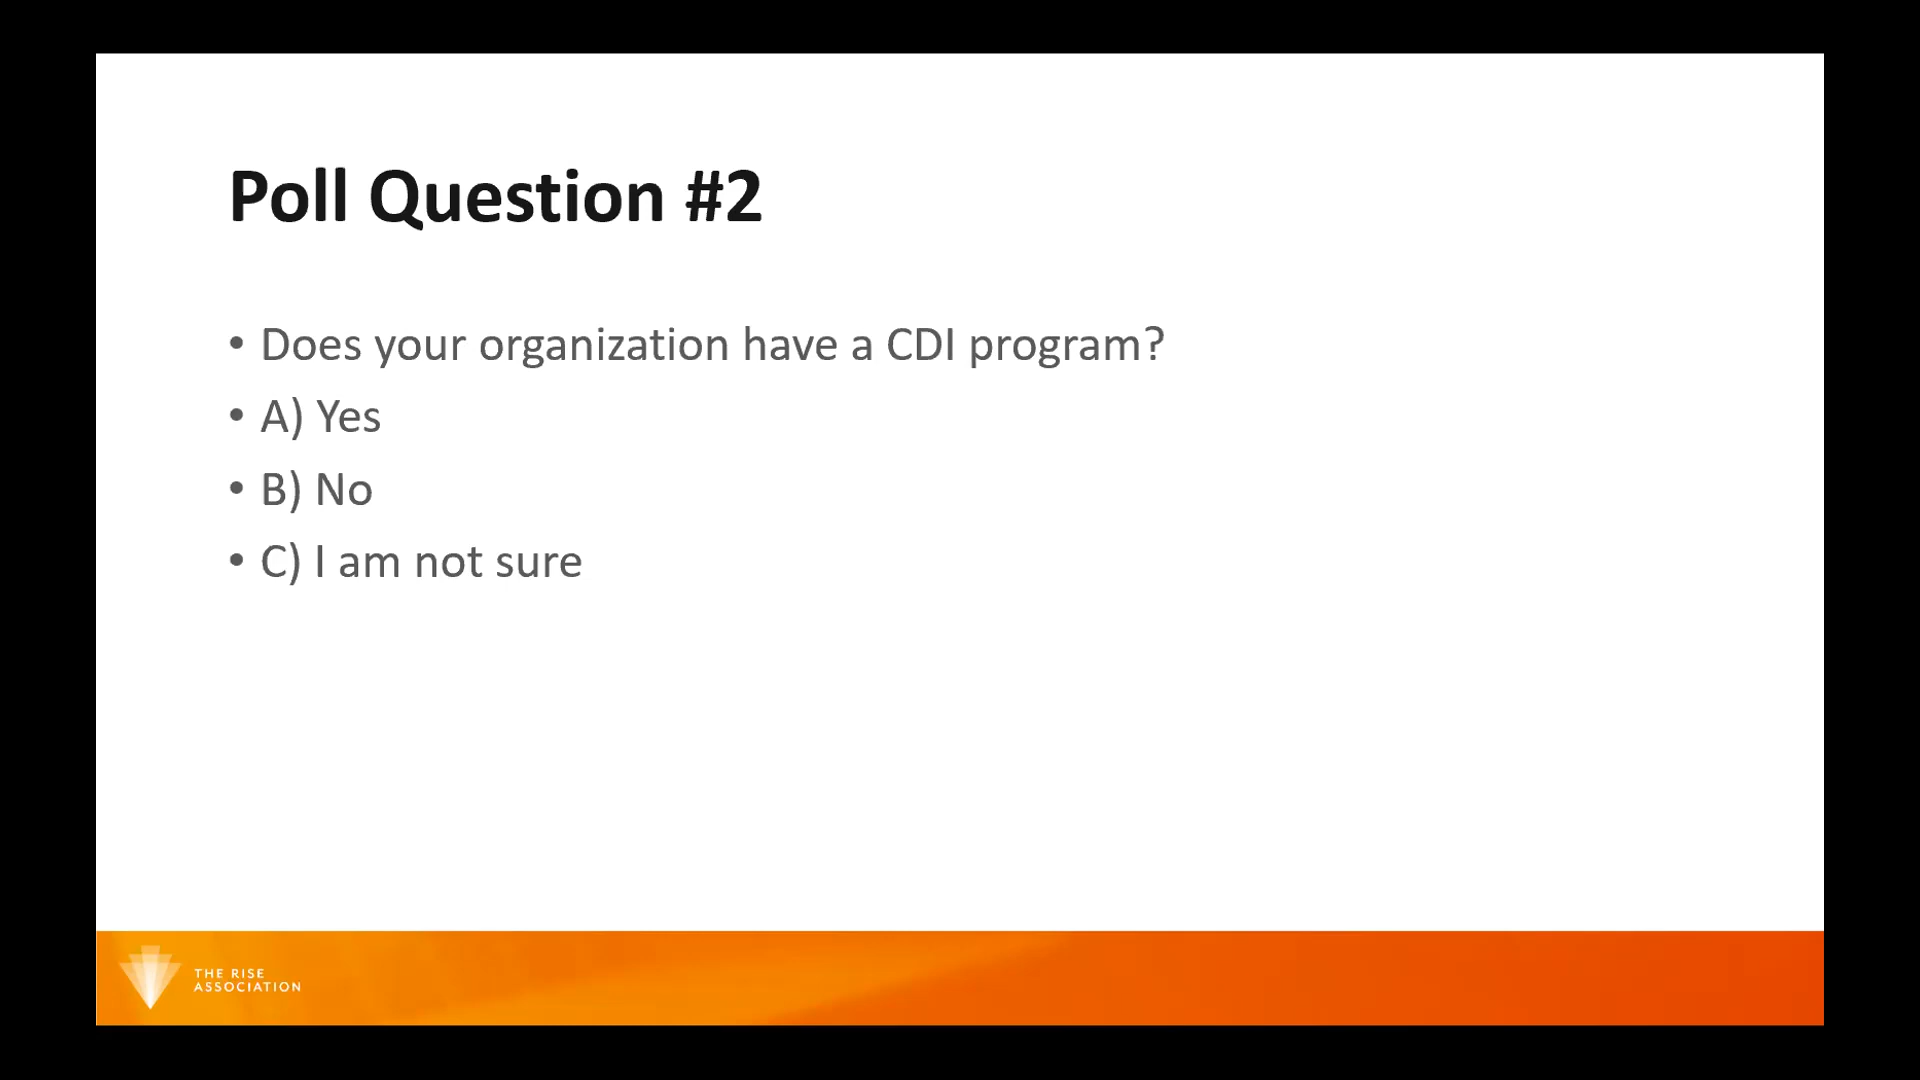 Poll Question #2
• Does your organization have a CDI program?
• A) Yes
• B) No
• C) I am not sure
THE RISE
ASSOCIATION